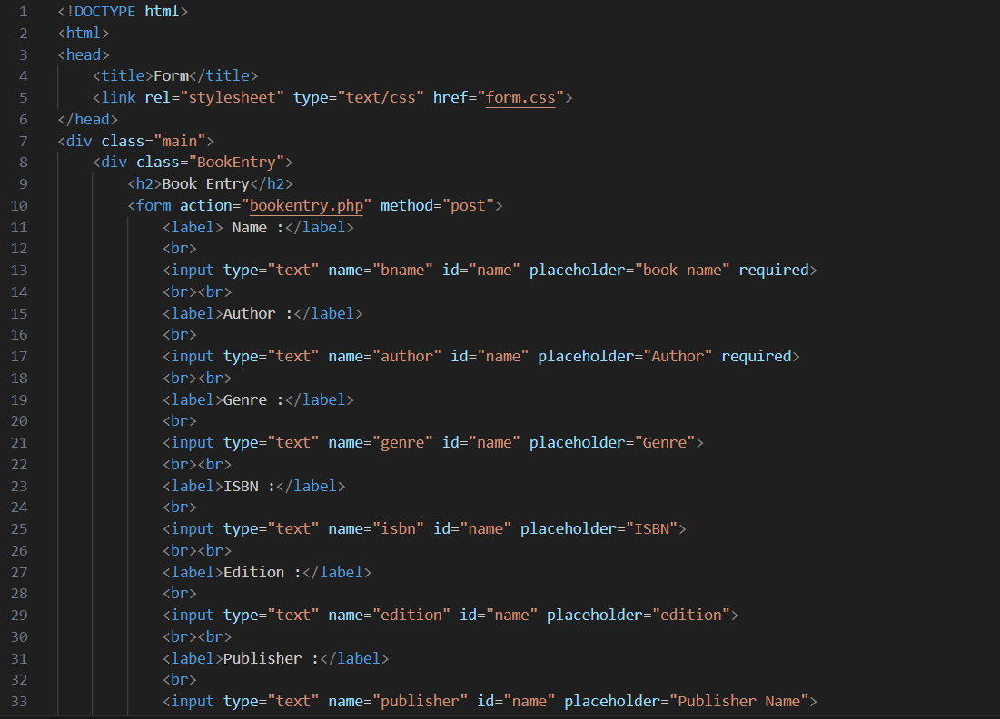 1 <!DOCTYPE html>
2 <html>
3 <head>
4     <title>Form</title>
5     <link rel="stylesheet" type="text/css" href="form.css">
6 </head>
7 <div class="main">
8     <div class="BookEntry">
9         <h2>Book Entry</h2>
10         <form action="bookentry.php" method="post">
11             <label> Name :</label>
12             <br>
13             <input type="text" name="bname" id="name" placeholder="book name" required>
14             <br><br>
15             <label>Author :</label>
16             <br>
17             <input type="text" name="author" id="name" placeholder="Author" required>
18             <br><br>
19             <label>Genre :</label>
20             <br>
21             <input type="text" name="genre" id="name" placeholder="Genre">
22             <br><br>
23             <label>ISBN :</label>
24             <br>
25             <input type="text" name="isbn" id="name" placeholder="ISBN">
26             <br><br>
27             <label>Edition :</label>
28             <br>
29             <input type="text" name="edition" id="name" placeholder="edition">
30             <br><br>
31             <label>Publisher :</label>
32             <br>
33             <input type="text" name="publisher" id="name" placeholder="Publisher Name">